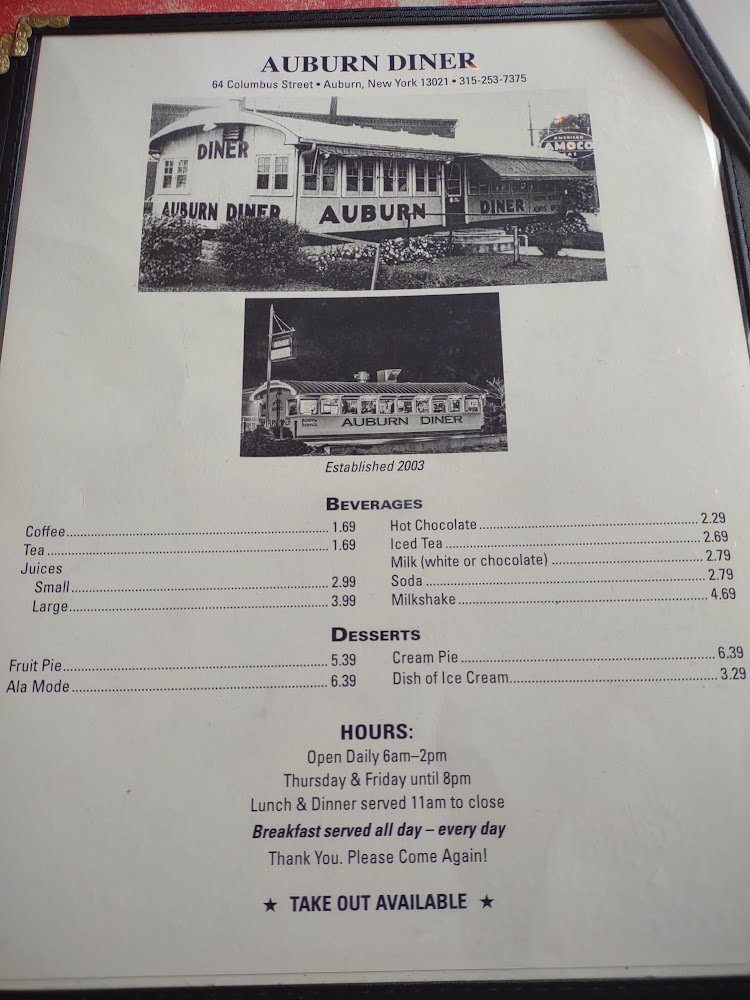 AUBURN DINER
64 Columbus Street • Auburn, New York 13021 • 315-253-7375
DINER
AUBURN DINER
AUBURN
DINER
AMERICAN
AMOCO
AUBURN DINER
Established 2003
BEVERAGES
Coffee 1.69
Tea 1.69
Juices
Small 2.99
Large 3.99
Hot Chocolate 2.29
Iced Tea 2.69
Milk (white or chocolate) 2.79
Soda 2.79
Milkshake 4.69
DESSERTS
Fruit Pie 5.39
Ala Mode 6.39
Cream Pie 6.39
Dish of Ice Cream 3.29
HOURS:
Open Daily 6am–2pm
Thursday & Friday until 8pm
Lunch & Dinner served 11am to close
Breakfast served all day – every day
Thank You. Please Come Again!
★ TAKE OUT AVAILABLE ★